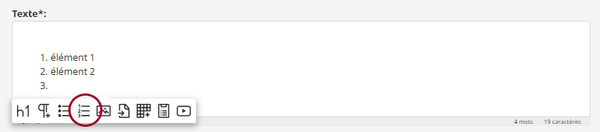 Texte*:
1. élément 1
2. élément 2
3.
h1
4 mots 19 caractères